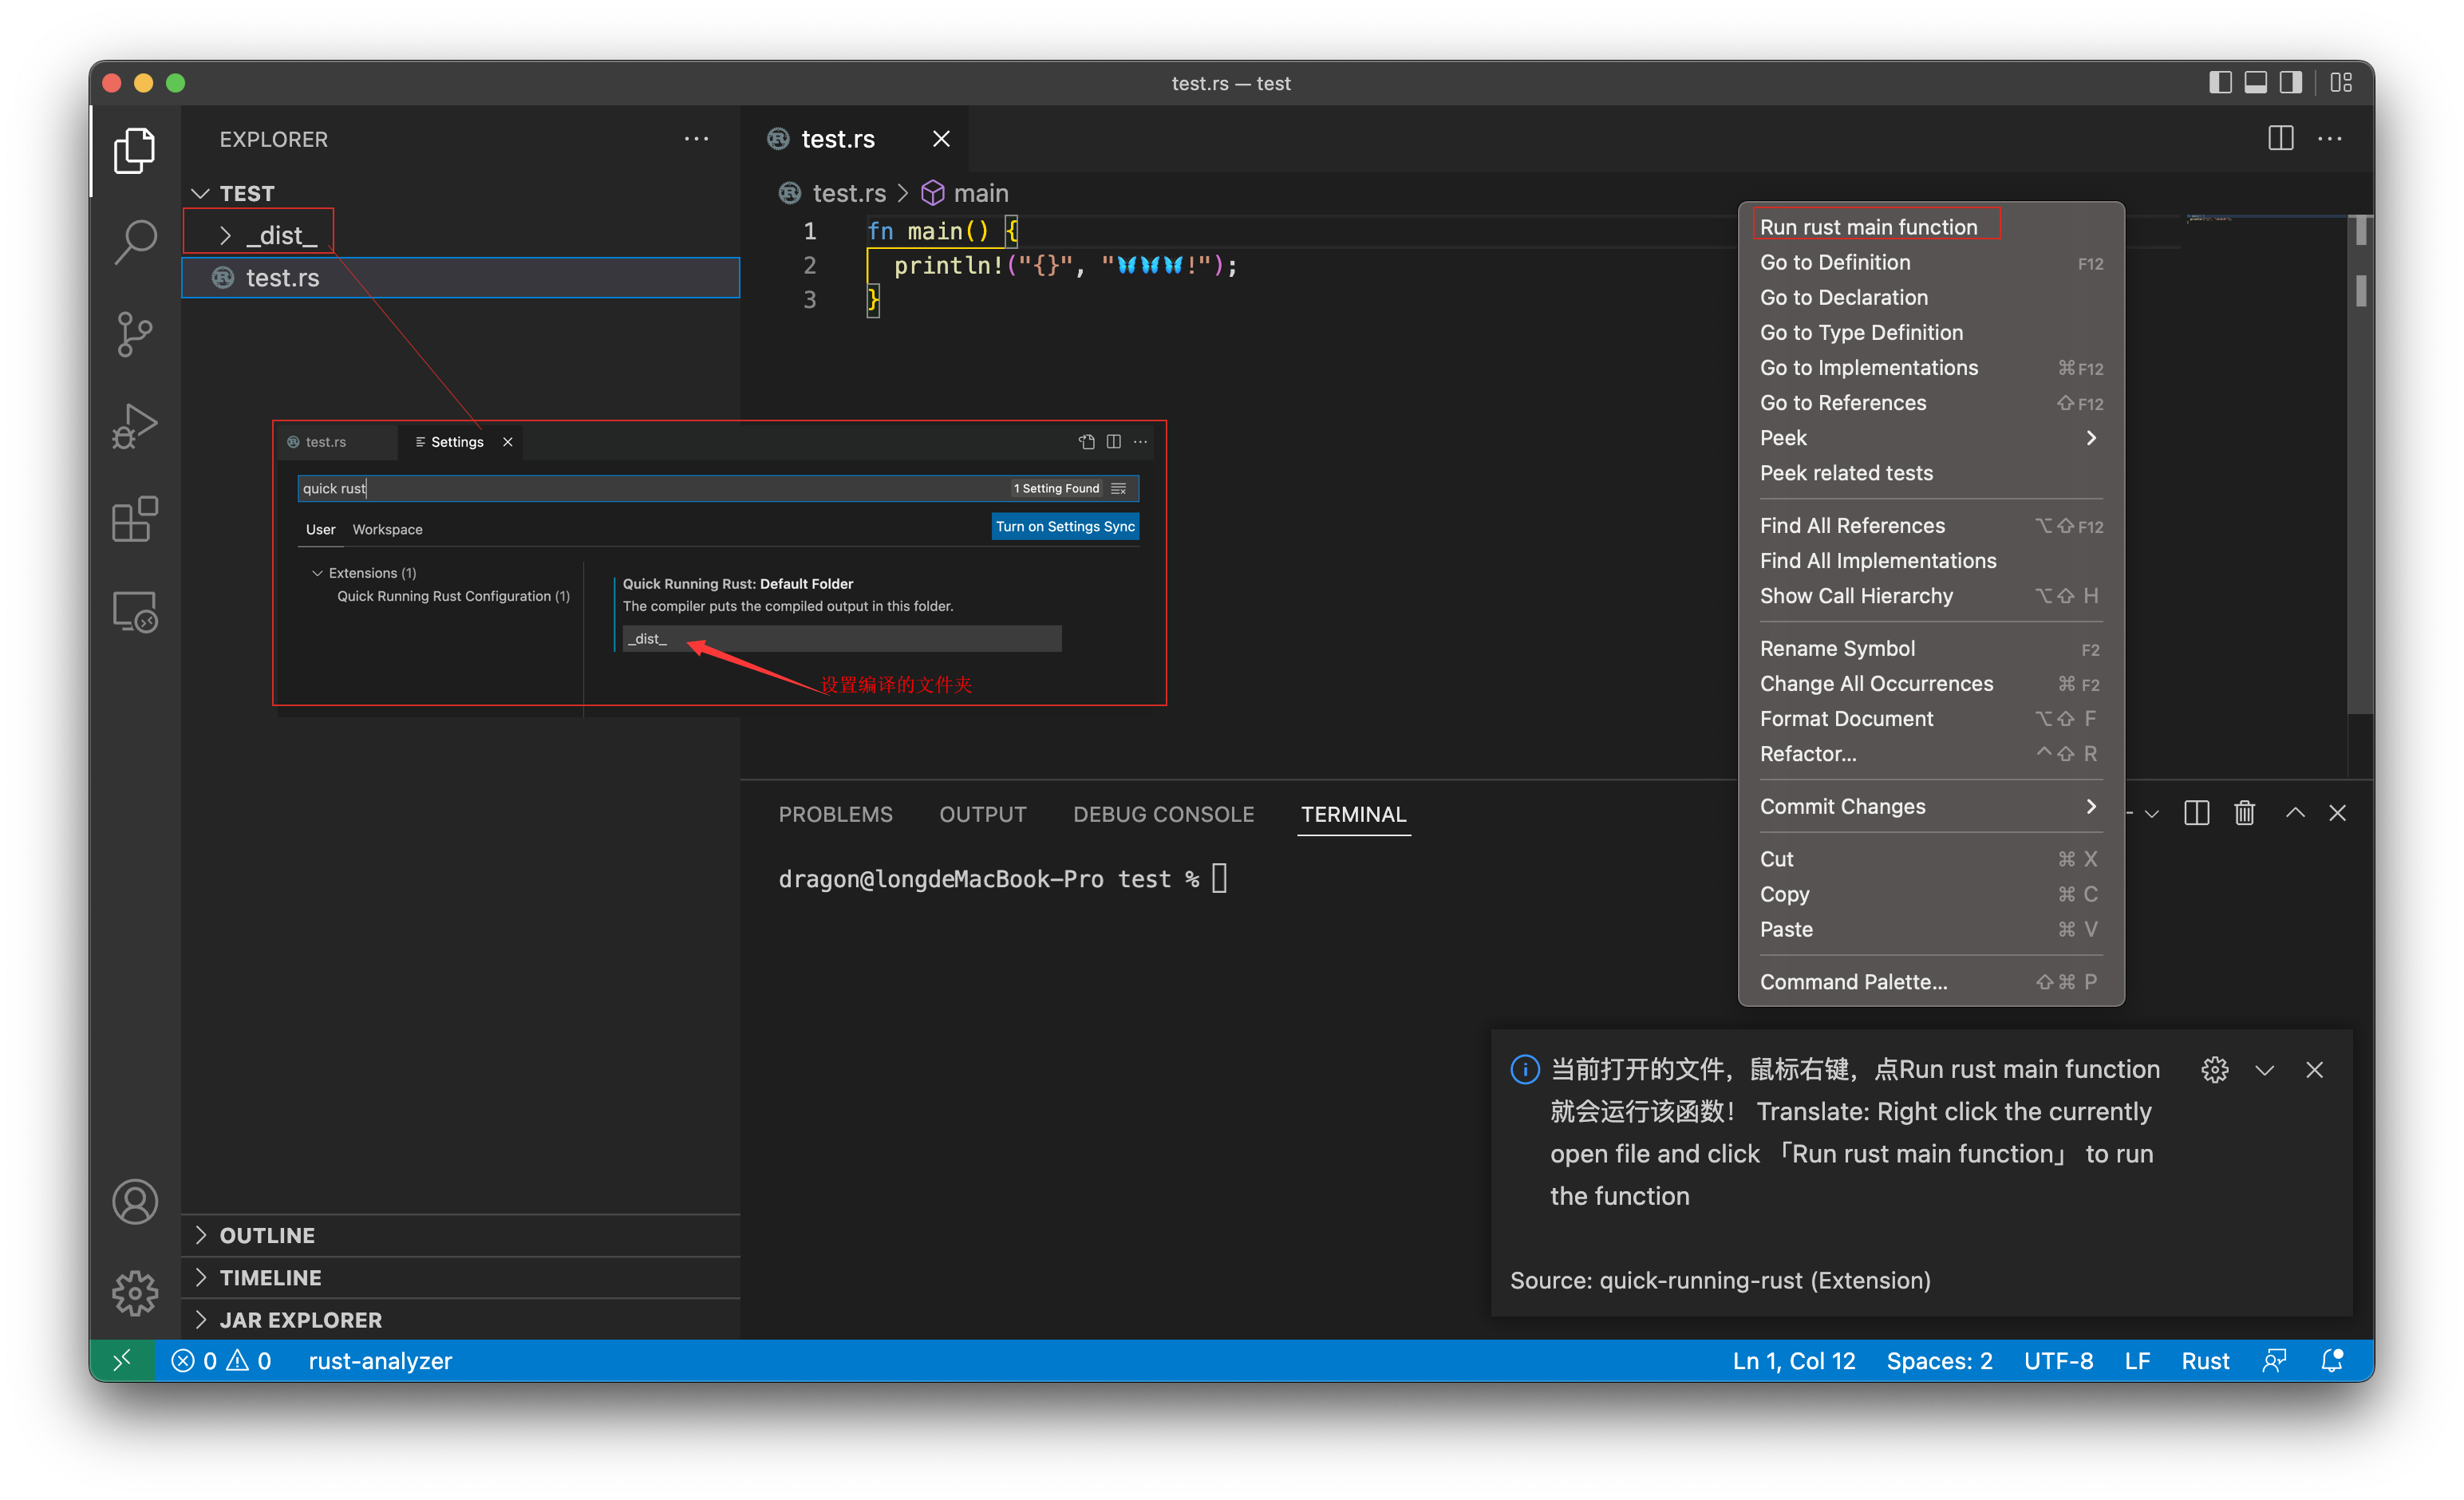 test.rs — test
EXPLORER
TEST
_dist_
test.rs
test.rs
test.rs > main
1 fn main() {
2 println!("{}", "🦋🦋🦋!");
3 }
test.rs
Settings
quick rust
1 Setting Found
User
Workspace
Turn on Settings Sync
Extensions (1)
Quick Running Rust Configuration (1)
Quick Running Rust: Default Folder
The compiler puts the compiled output in this folder.
_dist_
设置编译的文件夹
Run rust main function
Go to Definition F12
Go to Declaration
Go to Type Definition
Go to Implementations ⌘F12
Go to References ⇧F12
Peek
Peek related tests
Find All References ⌥⇧F12
Find All Implementations
Show Call Hierarchy ⌥⇧ H
Rename Symbol F2
Change All Occurrences ⌘ F2
Format Document ⌥⇧ F
Refactor... ^⇧ R
Commit Changes
Cut ⌘ X
Copy ⌘ C
Paste ⌘ V
Command Palette... ⇧⌘ P
PROBLEMS OUTPUT DEBUG CONSOLE TERMINAL
dragon@longdeMacBook-Pro test %
当前打开的文件，鼠标右键，点Run rust main function
就会运行该函数！ Translate: Right click the currently
open file and click 「Run rust main function」 to run
the function
Source: quick-running-rust (Extension)
OUTLINE
TIMELINE
JAR EXPLORER
0 0 rust-analyzer
Ln 1, Col 12 Spaces: 2 UTF-8 LF Rust